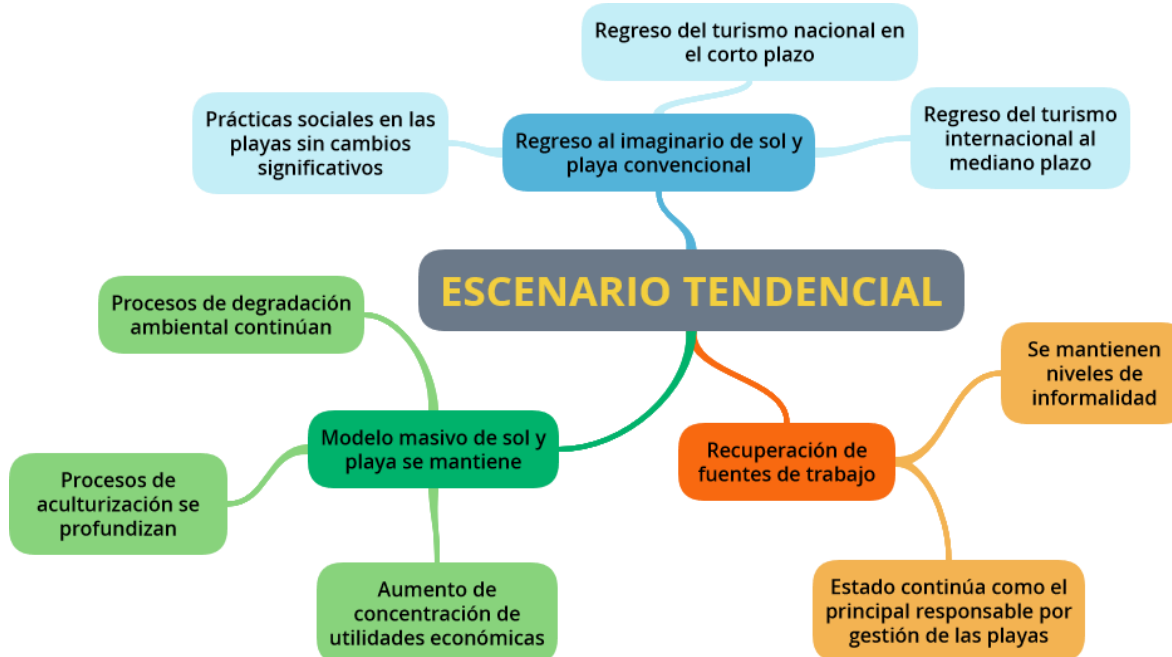 Regreso del turismo nacional en
el corto plazo
Prácticas sociales en las
playas sin cambios
significativos
Regreso al imaginario de sol y
playa convencional
Regreso del turismo
internacional al
mediano plazo
ESCENARIO TENDENCIAL
Procesos de degradación
ambiental continúan
Modelo masivo de sol y
playa se mantiene
Procesos de
aculturización se
profundizan
Aumento de
concentración de
utilidades económicas
Recuperación de
fuentes de trabajo
Se mantienen
niveles de
informalidad
Estado continúa como el
principal responsable por
gestión de las playas